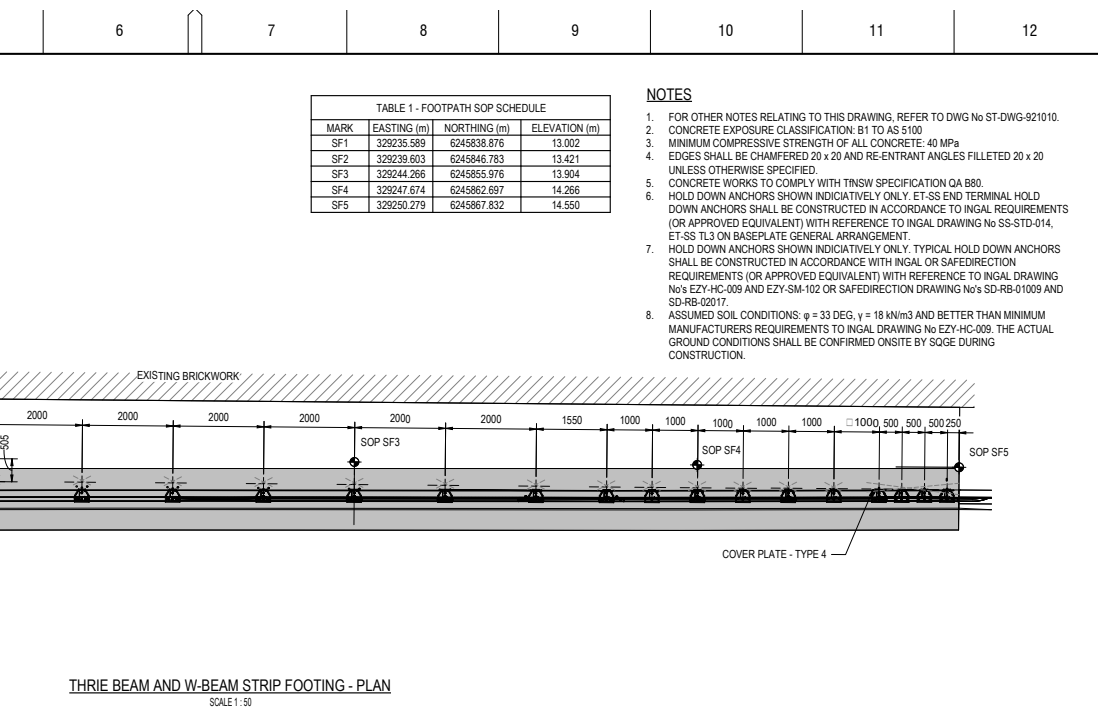 6 7 8 9 10 11 12
TABLE 1 - FOOTPATH SOP SCHEDULE
MARK EASTING (m) NORTHING (m) ELEVATION (m)
SF1 329235.589 6245838.876 13.002
SF2 329239.603 6245846.783 13.421
SF3 329244.266 6245855.976 13.904
SF4 329247.674 6245862.697 14.266
SF5 329250.279 6245867.832 14.550
NOTES
1. FOR OTHER NOTES RELATING TO THIS DRAWING, REFER TO DWG No ST-DWG-921010.
2. CONCRETE EXPOSURE CLASSIFICATION: B1 TO AS 5100
3. MINIMUM COMPRESSIVE STRENGTH OF ALL CONCRETE: 40 MPa
4. EDGES SHALL BE CHAMFERED 20 x 20 AND RE-ENTRANT ANGLES FILLETED 20 x 20
UNLESS OTHERWISE SPECIFIED.
5. CONCRETE WORKS TO COMPLY WITH TfNSW SPECIFICATION QA B80.
6. HOLD DOWN ANCHORS SHOWN INDICIATIVELY ONLY. ET-SS END TERMINAL HOLD
DOWN ANCHORS SHALL BE CONSTRUCTED IN ACCORDANCE TO INGAL REQUIREMENTS
(OR APPROVED EQUIVALENT) WITH REFERENCE TO INGAL DRAWING No SS-STD-014,
ET-SS TL3 ON BASEPLATE GENERAL ARRANGEMENT.
7. HOLD DOWN ANCHORS SHOWN INDICIATIVELY ONLY. TYPICAL HOLD DOWN ANCHORS
SHALL BE CONSTRUCTED IN ACCORDANCE WITH INGAL OR SAFEDIRECTION
REQUIREMENTS (OR APPROVED EQUIVALENT) WITH REFERENCE TO INGAL DRAWING
No's EZY-HC-009 AND EZY-SM-102 OR SAFEDIRECTION DRAWING No's SD-RB-01009 AND
SD-RB-02017.
8. ASSUMED SOIL CONDITIONS: φ = 33 DEG, γ = 18 kN/m3 AND BETTER THAN MINIMUM
MANUFACTURERS REQUIREMENTS TO INGAL DRAWING No EZY-HC-009. THE ACTUAL
GROUND CONDITIONS SHALL BE CONFIRMED ONSITE BY SQGE DURING
CONSTRUCTION.
EXISTING BRICKWORK
2000 2000 2000 2000 2000 2000 1550 1000 1000 1000 1000 1000 □1000 500 500 500 250
505
SOP SF3
SOP SF4
SOP SF5
COVER PLATE - TYPE 4
THRIE BEAM AND W-BEAM STRIP FOOTING - PLAN
SCALE 1 : 50